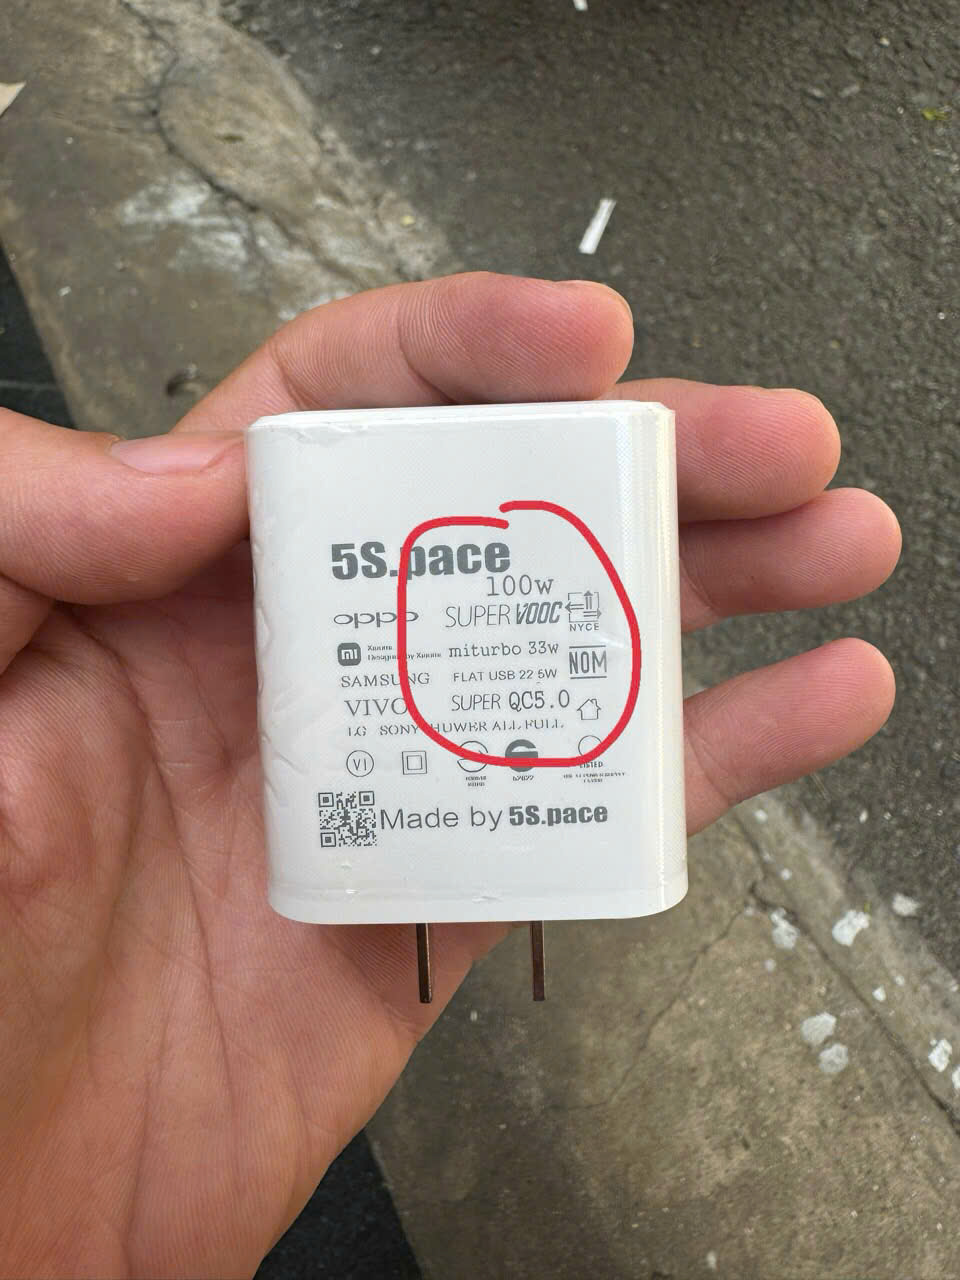 5S.pace
100w
oppo SUPER VOOC NYCE
mi Xiaomi
Designed by Xiaomi miturbo 33w NOM
SAMSUNG FLAT USB 22.5W
VIVO SUPER QC5.0
LG SONY HUWER ALL FULL
VI LISTED
Made by 5S.pace